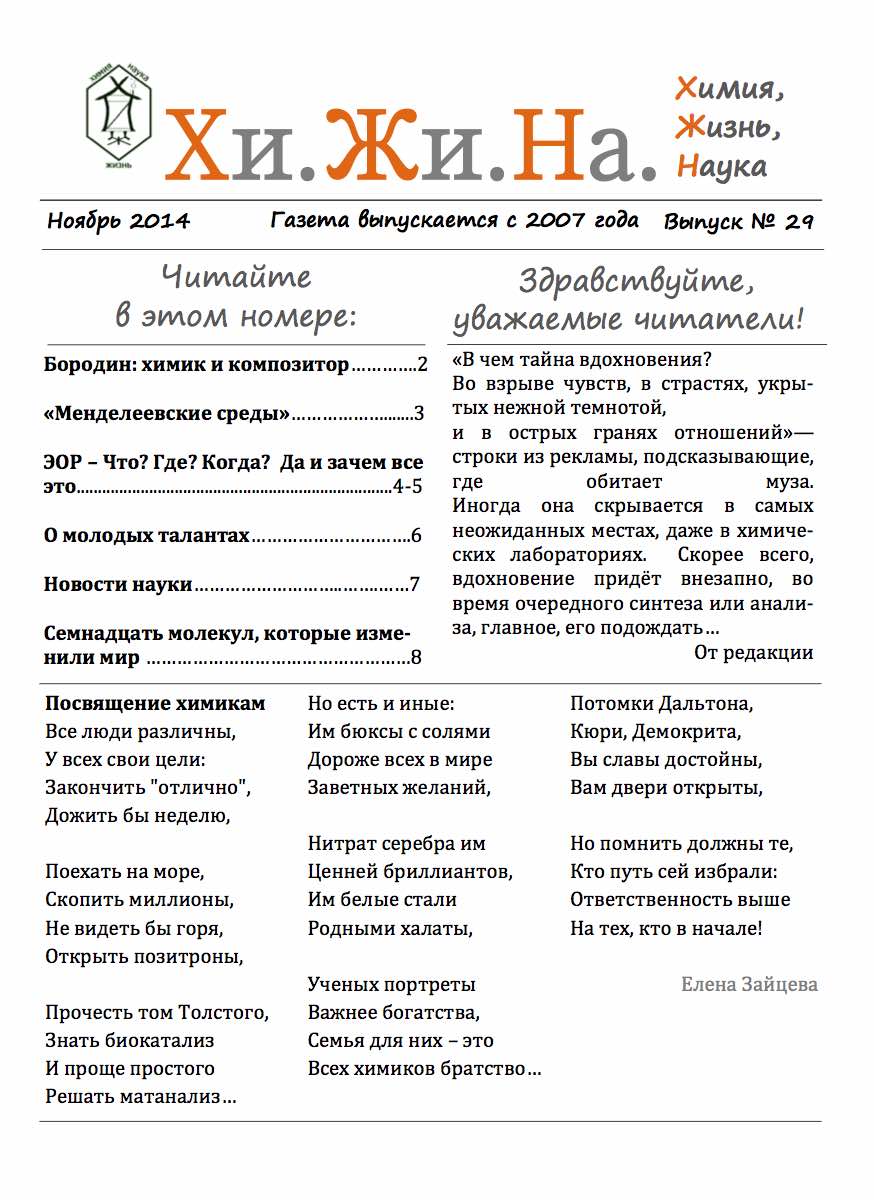 химия наука
жизнь
Хи.Жи.На.
Химия,
Жизнь,
Наука
Ноябрь 2014 Газета выпускается с 2007 года Выпуск № 29
Читайте
в этом номере:
Бородин: химик и композитор………….2
«Менделеевские среды»……………….......3
ЭОР – Что? Где? Когда? Да и зачем все
это..................................................................4-5
О молодых талантах……………………….6
Новости науки……………………..………….7
Семнадцать молекул, которые изме-
нили мир ……………………………………8
Здравствуйте,
уважаемые читатели!
«В чем тайна вдохновения?
Во взрыве чувств, в страстях, укры-
тых нежной темнотой,
и в острых гранях отношений»—
строки из рекламы, подсказывающие,
где обитает муза.
Иногда она скрывается в самых
неожиданных местах, даже в химиче-
ских лабораториях. Скорее всего,
вдохновение придёт внезапно, во
время очередного синтеза или анали-
за, главное, его подождать…
От редакции
Посвящение химикам
Все люди различны,
У всех свои цели:
Закончить "отлично",
Дожить бы неделю,
Поехать на море,
Скопить миллионы,
Не видеть бы горя,
Открыть позитроны,
Прочесть том Толстого,
Знать биокатализ
И проще простого
Решать матанализ…
Но есть и иные:
Им бюксы с солями
Дороже всех в мире
Заветных желаний,
Нитрат серебра им
Ценней бриллиантов,
Им белые стали
Родными халаты,
Ученых портреты
Важнее богатства,
Семья для них – это
Всех химиков братство…
Потомки Дальтона,
Кюри, Демокрита,
Вы славы достойны,
Вам двери открыты,
Но помнить должны те,
Кто путь сей избрали:
Ответственность выше
На тех, кто в начале!
Елена Зайцева